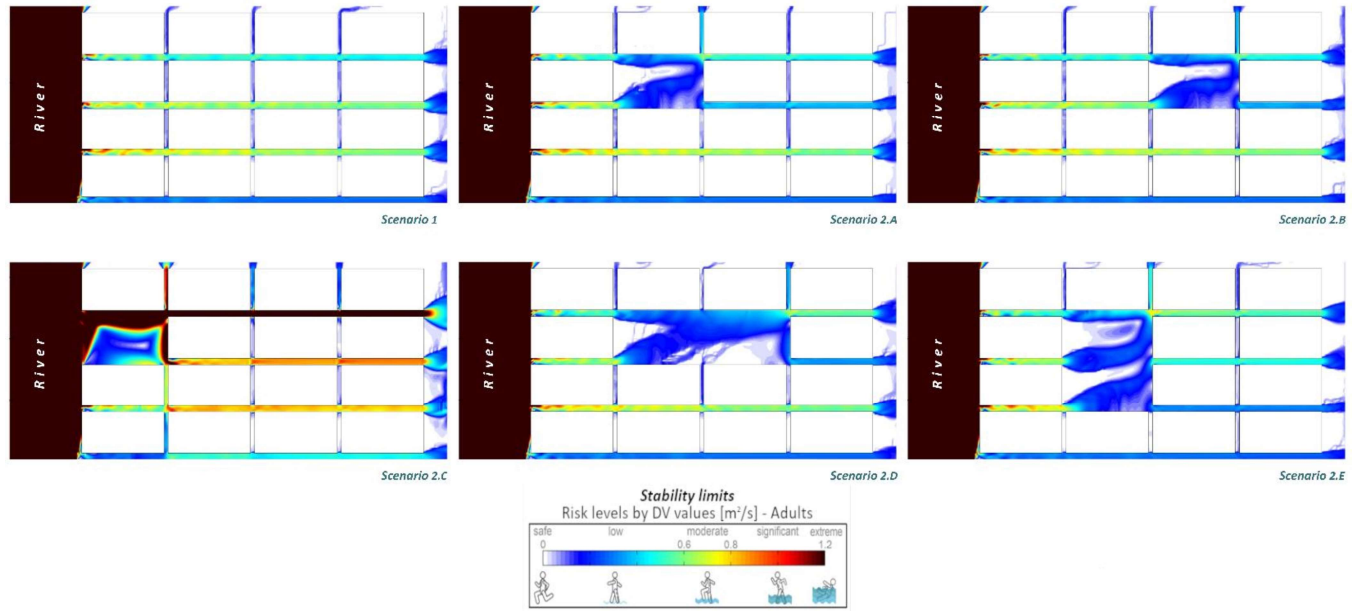 River
River
River
Scenario 1
Scenario 2.A
Scenario 2.B
River
River
River
Scenario 2.C
Scenario 2.D
Scenario 2.E
Stability limits
Risk levels by DV values [m²/s] - Adults
safe low moderate significant extreme
0 0.6 0.8 1.2